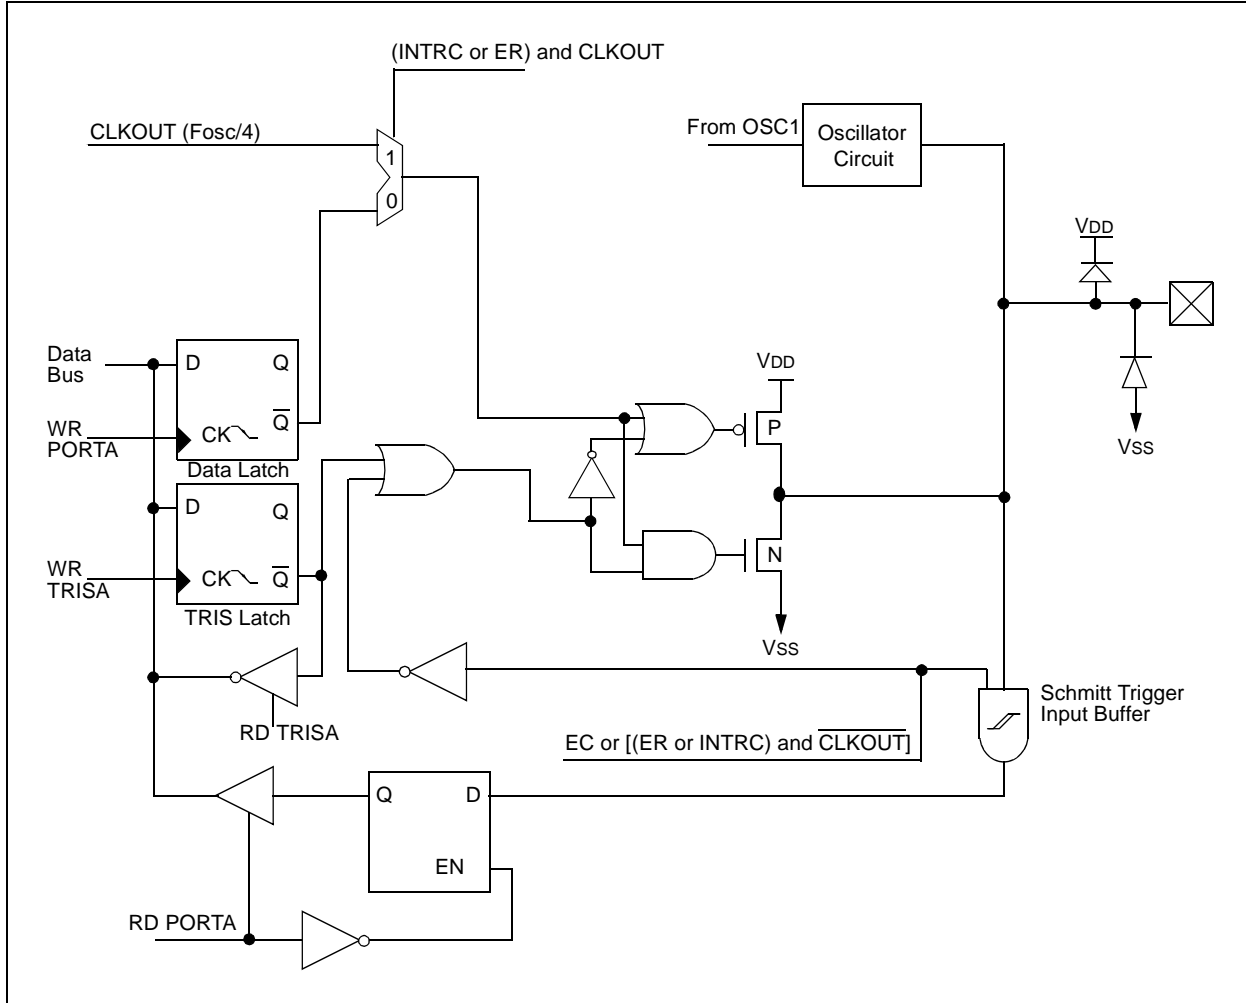 (INTRC or ER) and CLKOUT
CLKOUT (Fosc/4)
1
0
From OSC1
Oscillator
Circuit
VDD
VSS
Data
Bus
D
Q
Q̅
WR
PORTA
CK
Data Latch
D
Q
Q̅
WR
TRISA
CK
TRIS Latch
VDD
P
N
VSS
RD TRISA
EC or [(ER or INTRC) and C̅L̅K̅O̅U̅T̅]
Schmitt Trigger
Input Buffer
Q
D
EN
RD PORTA